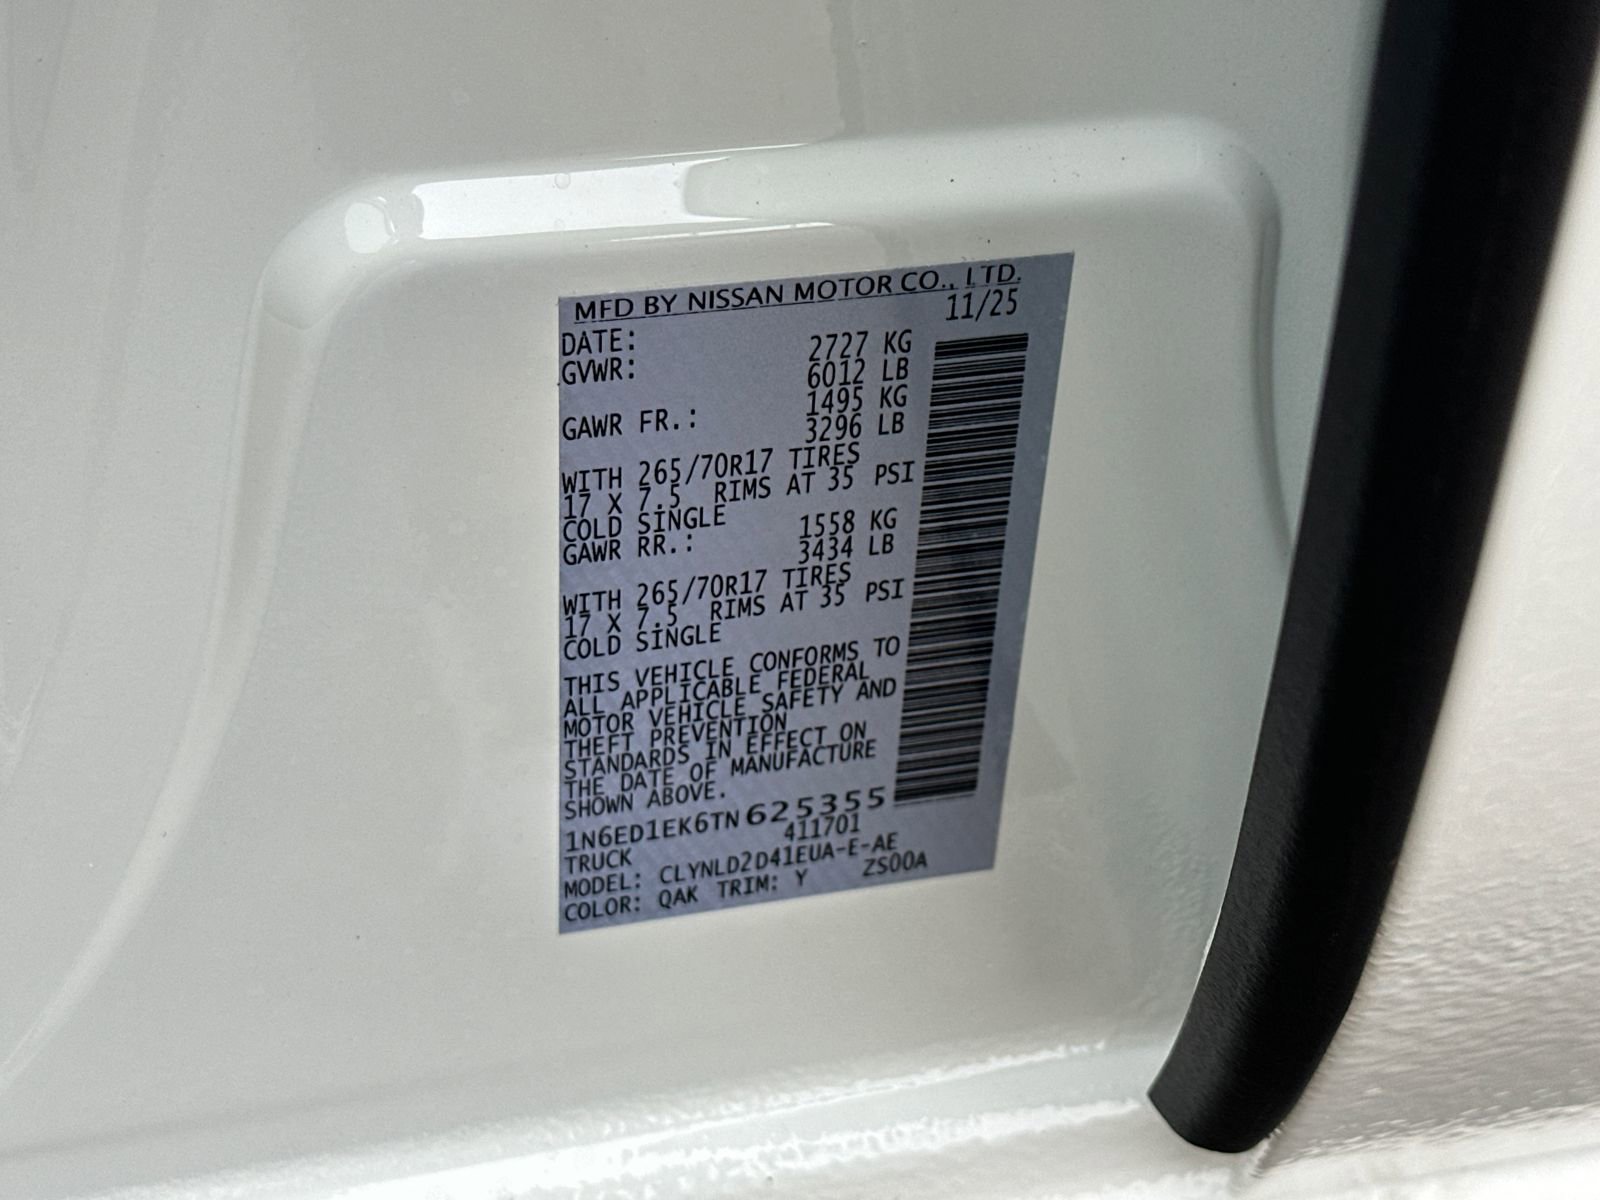 MFD BY NISSAN MOTOR CO., LTD.
DATE: 11/25
GVWR: 2727 KG
6012 LB
GAWR FR.: 1495 KG
3296 LB
WITH 265/70R17 TIRES
17 X 7.5 RIMS AT 35 PSI
COLD SINGLE
GAWR RR.: 1558 KG
3434 LB
WITH 265/70R17 TIRES
17 X 7.5 RIMS AT 35 PSI
COLD SINGLE
THIS VEHICLE CONFORMS TO
ALL APPLICABLE FEDERAL
MOTOR VEHICLE SAFETY AND
THEFT PREVENTION
STANDARDS IN EFFECT ON
THE DATE OF MANUFACTURE
SHOWN ABOVE.
1N6ED1EK6TN625355
TRUCK 411701
MODEL: CLYNLD2D41EUA-E-AE
COLOR: QAK TRIM: Y ZS00A